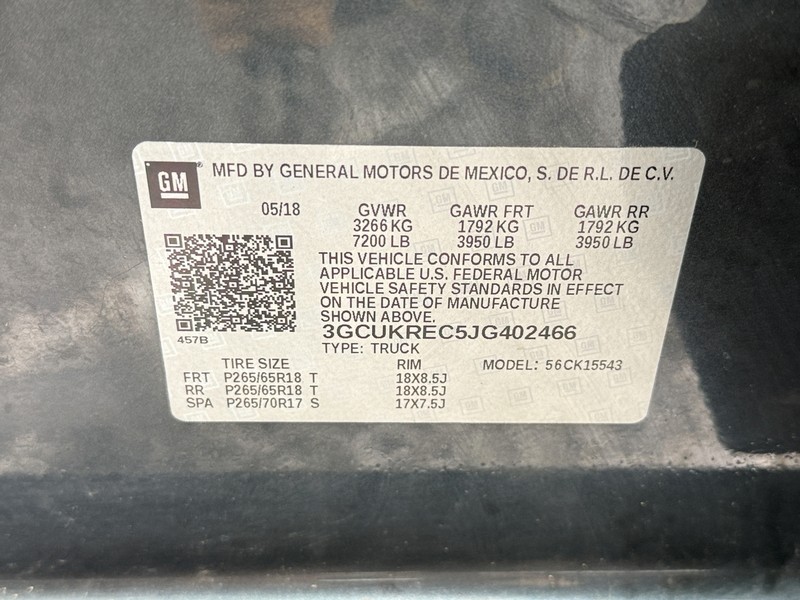 GM
MFD BY GENERAL MOTORS DE MEXICO, S. DE R.L. DE C.V.
05/18 GVWR GAWR FRT GAWR RR
3266 KG 1792 KG 1792 KG
7200 LB 3950 LB 3950 LB
THIS VEHICLE CONFORMS TO ALL
APPLICABLE U.S. FEDERAL MOTOR
VEHICLE SAFETY STANDARDS IN EFFECT
ON THE DATE OF MANUFACTURE
SHOWN ABOVE.
3GCUKREC5JG402466
457B
TYPE: TRUCK
TIRE SIZE RIM MODEL: 56CK15543
FRT P265/65R18 T 18X8.5J
RR P265/65R18 T 18X8.5J
SPA P265/70R17 S 17X7.5J